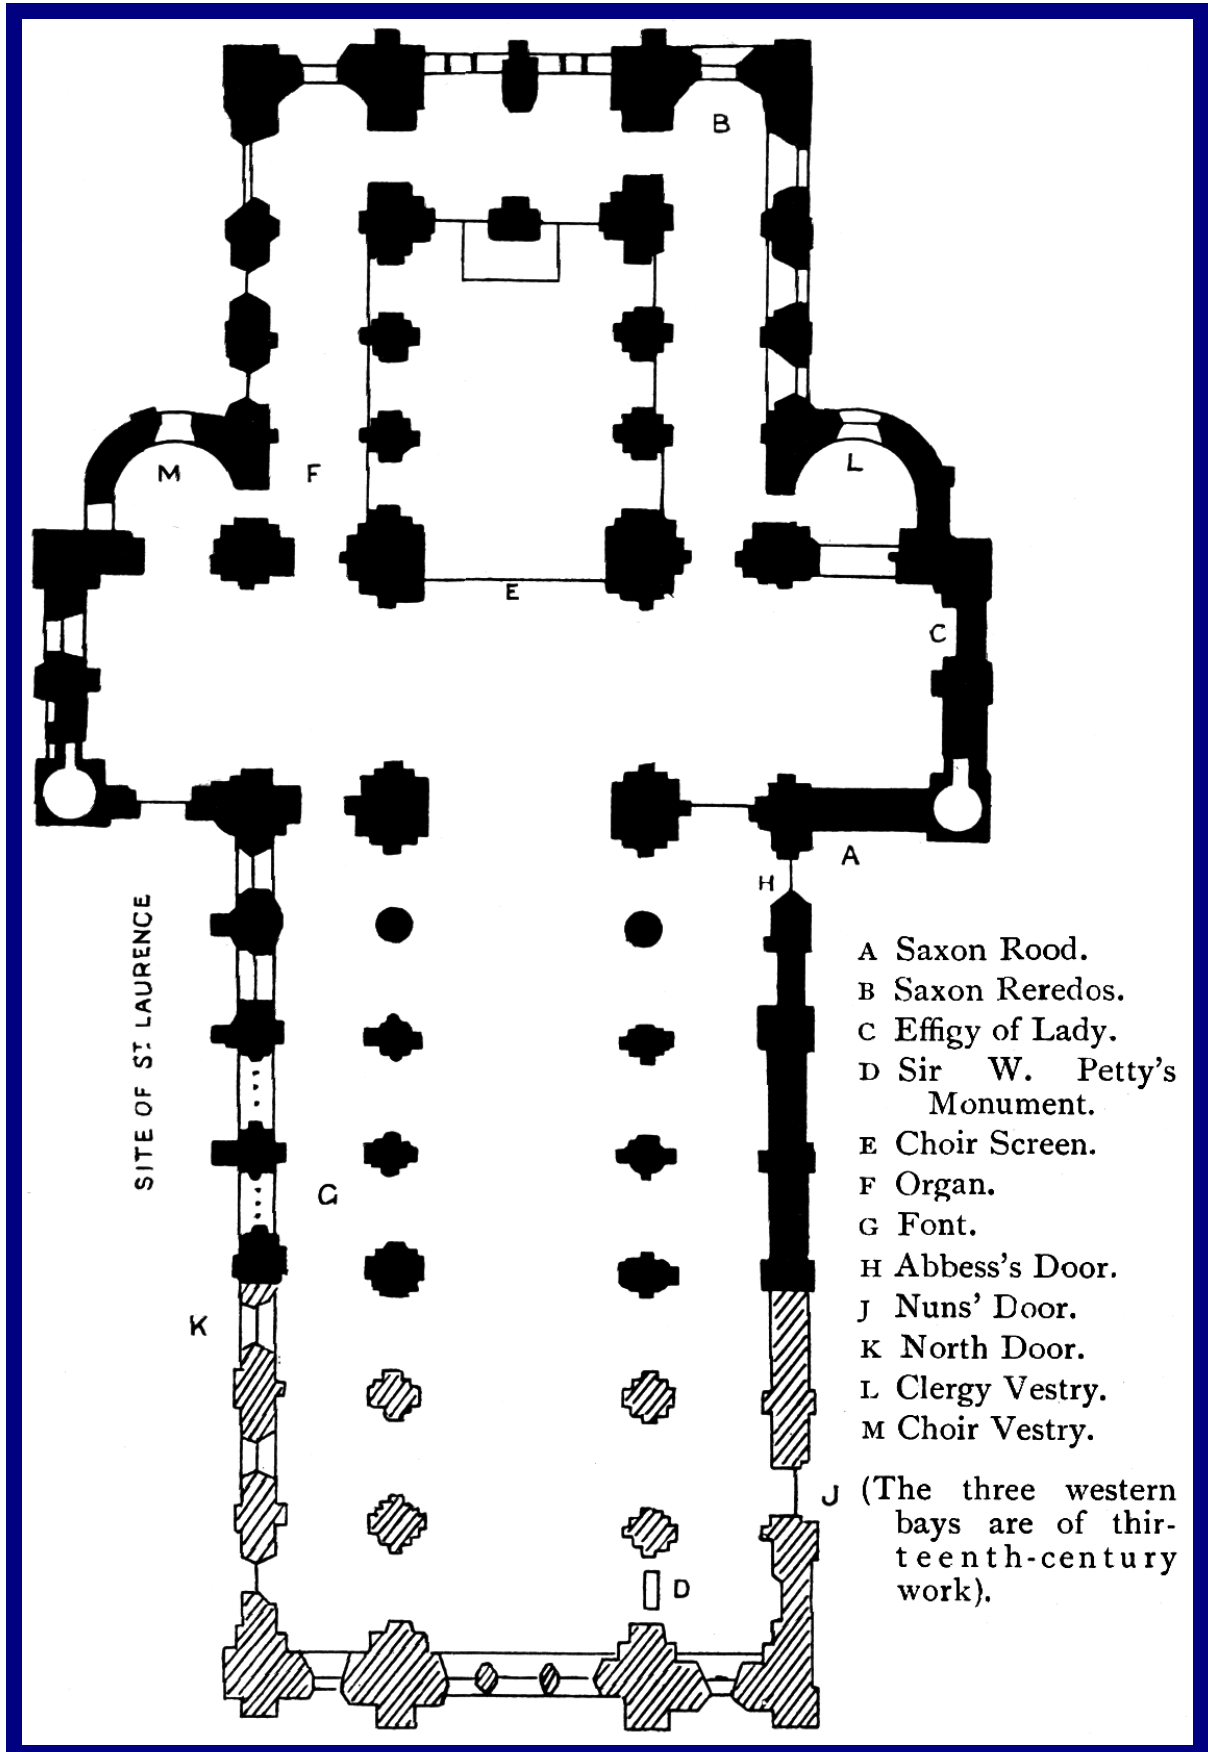 B
M
F
L
E
C
A
H
SITE OF ST. LAURENCE
G
K
J
D
A Saxon Rood.
B Saxon Reredos.
C Effigy of Lady.
D Sir W. Petty's
Monument.
E Choir Screen.
F Organ.
G Font.
H Abbess's Door.
J Nuns' Door.
K North Door.
L Clergy Vestry.
M Choir Vestry.
(The three western
bays are of thir-
teenth-century
work).